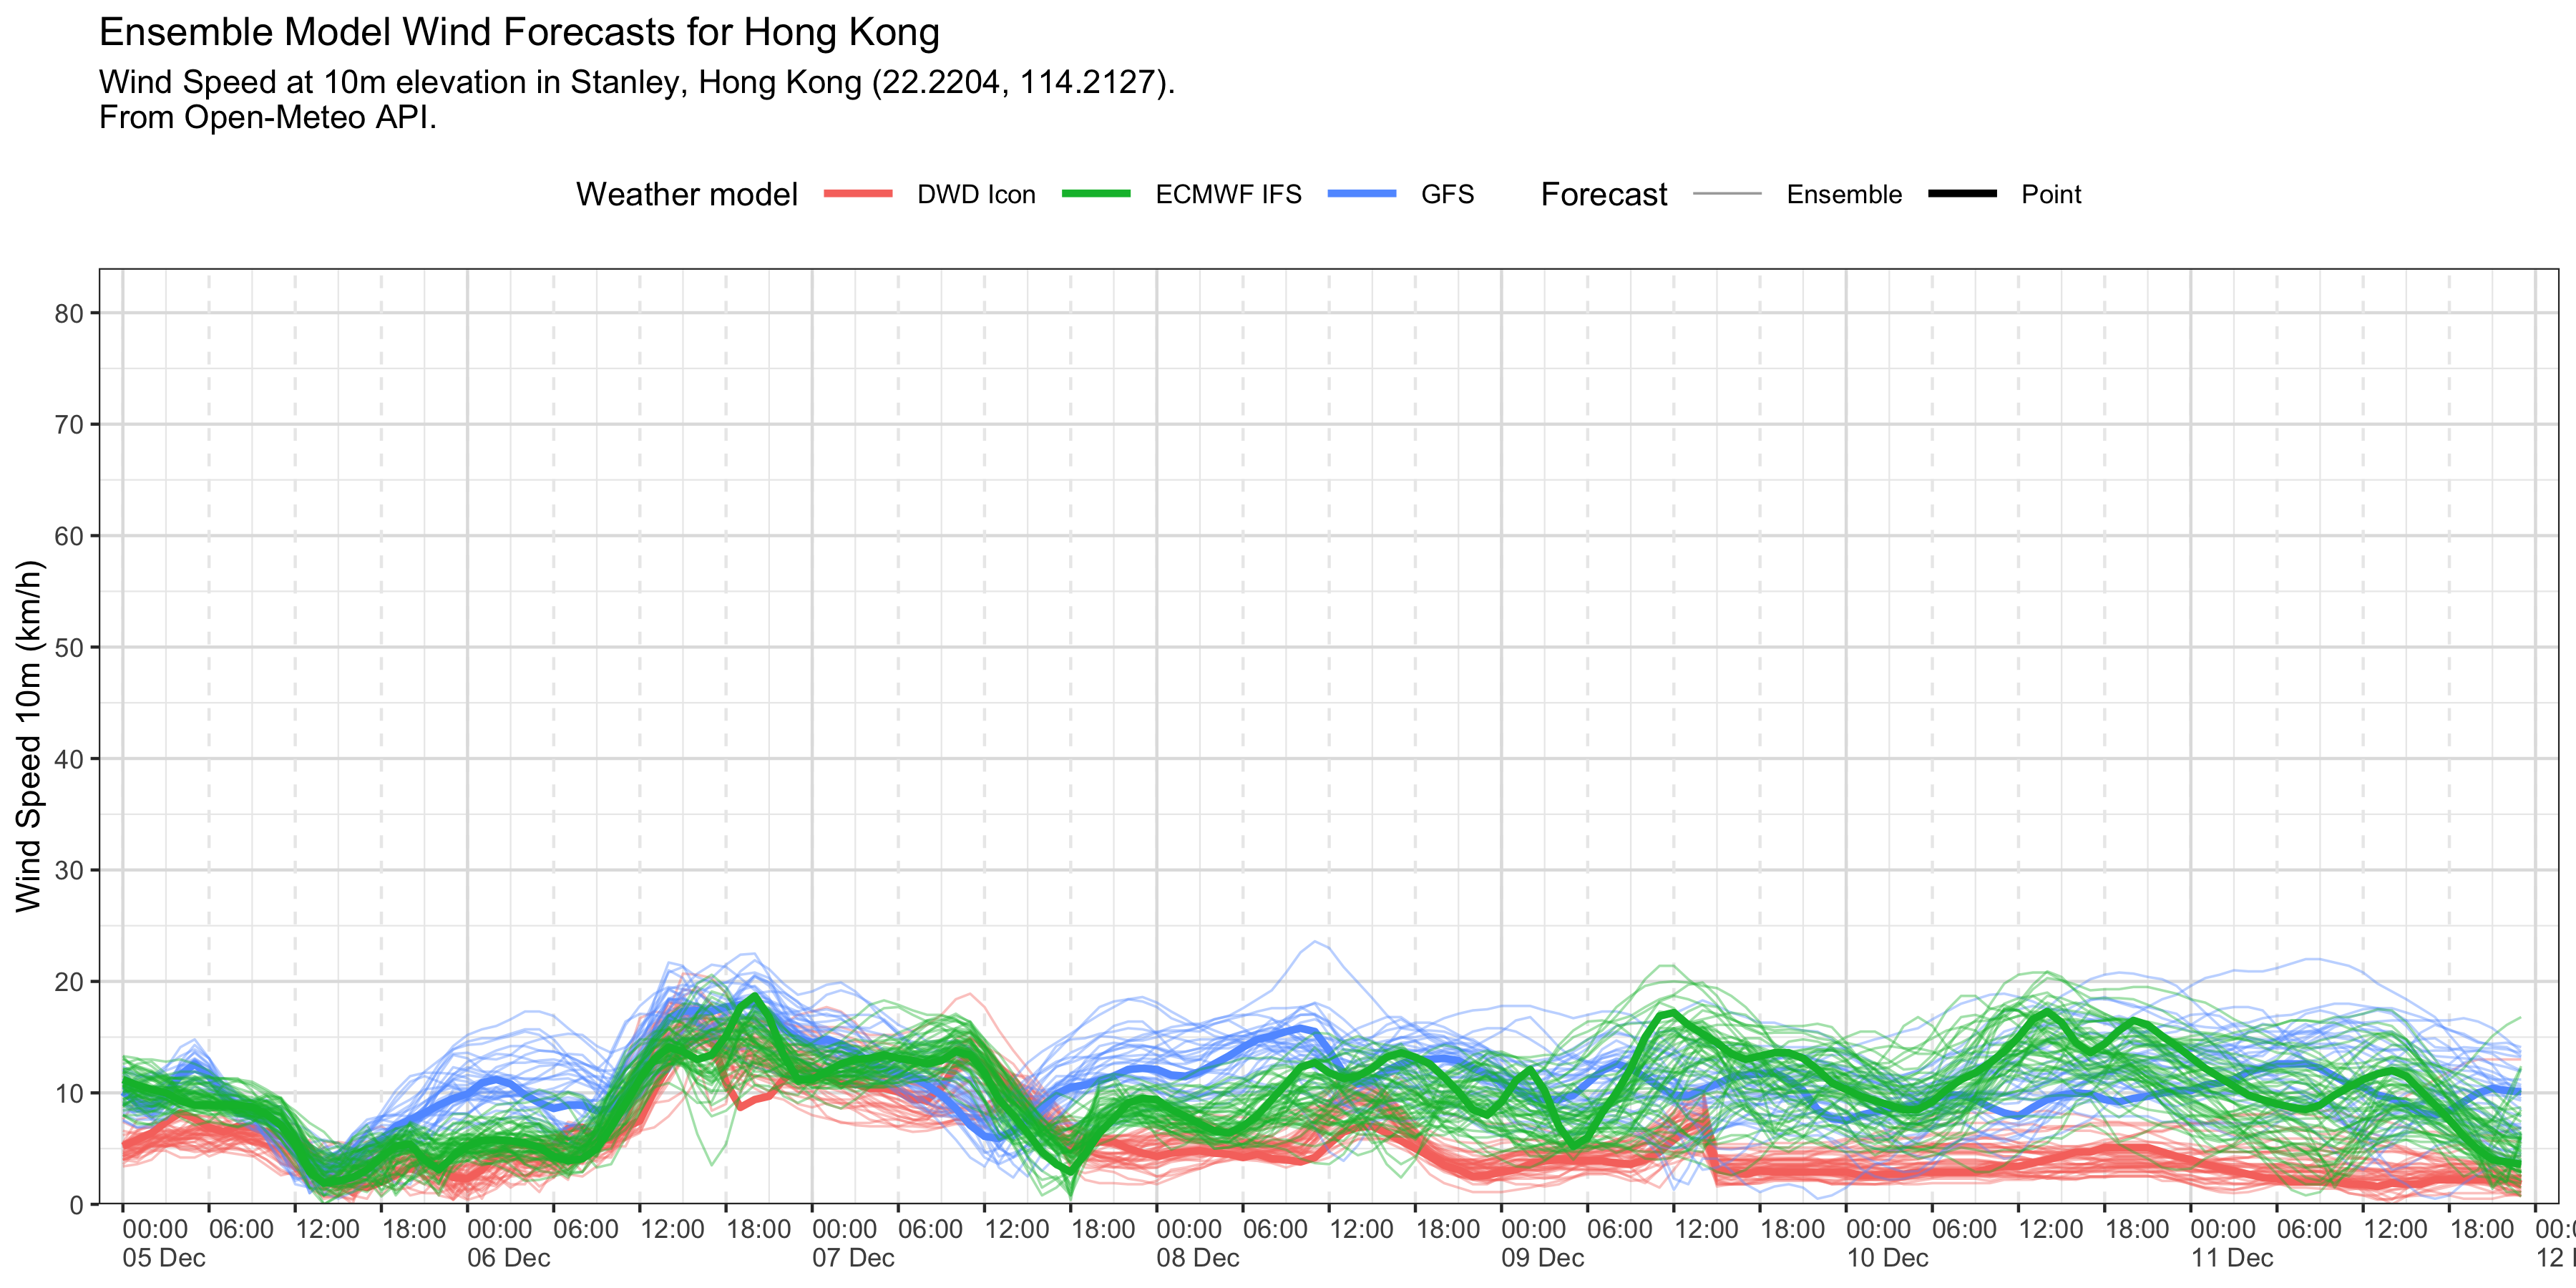 Ensemble Model Wind Forecasts for Hong Kong
Wind Speed at 10m elevation in Stanley, Hong Kong (22.2204, 114.2127).
From Open-Meteo API.
Weather model DWD Icon ECMWF IFS GFS Forecast Ensemble Point
Wind Speed 10m (km/h)
80
70
60
50
40
30
20
10
0
00:00 06:00 12:00 18:00 00:00 06:00 12:00 18:00 00:00 06:00 12:00 18:00 00:00 06:00 12:00 18:00 00:00 06:00 12:00 18:00 00:00 06:00 12:00 18:00 00:00 06:00 12:00 18:00
05 Dec 06 Dec 07 Dec 08 Dec 09 Dec 10 Dec 11 Dec 12